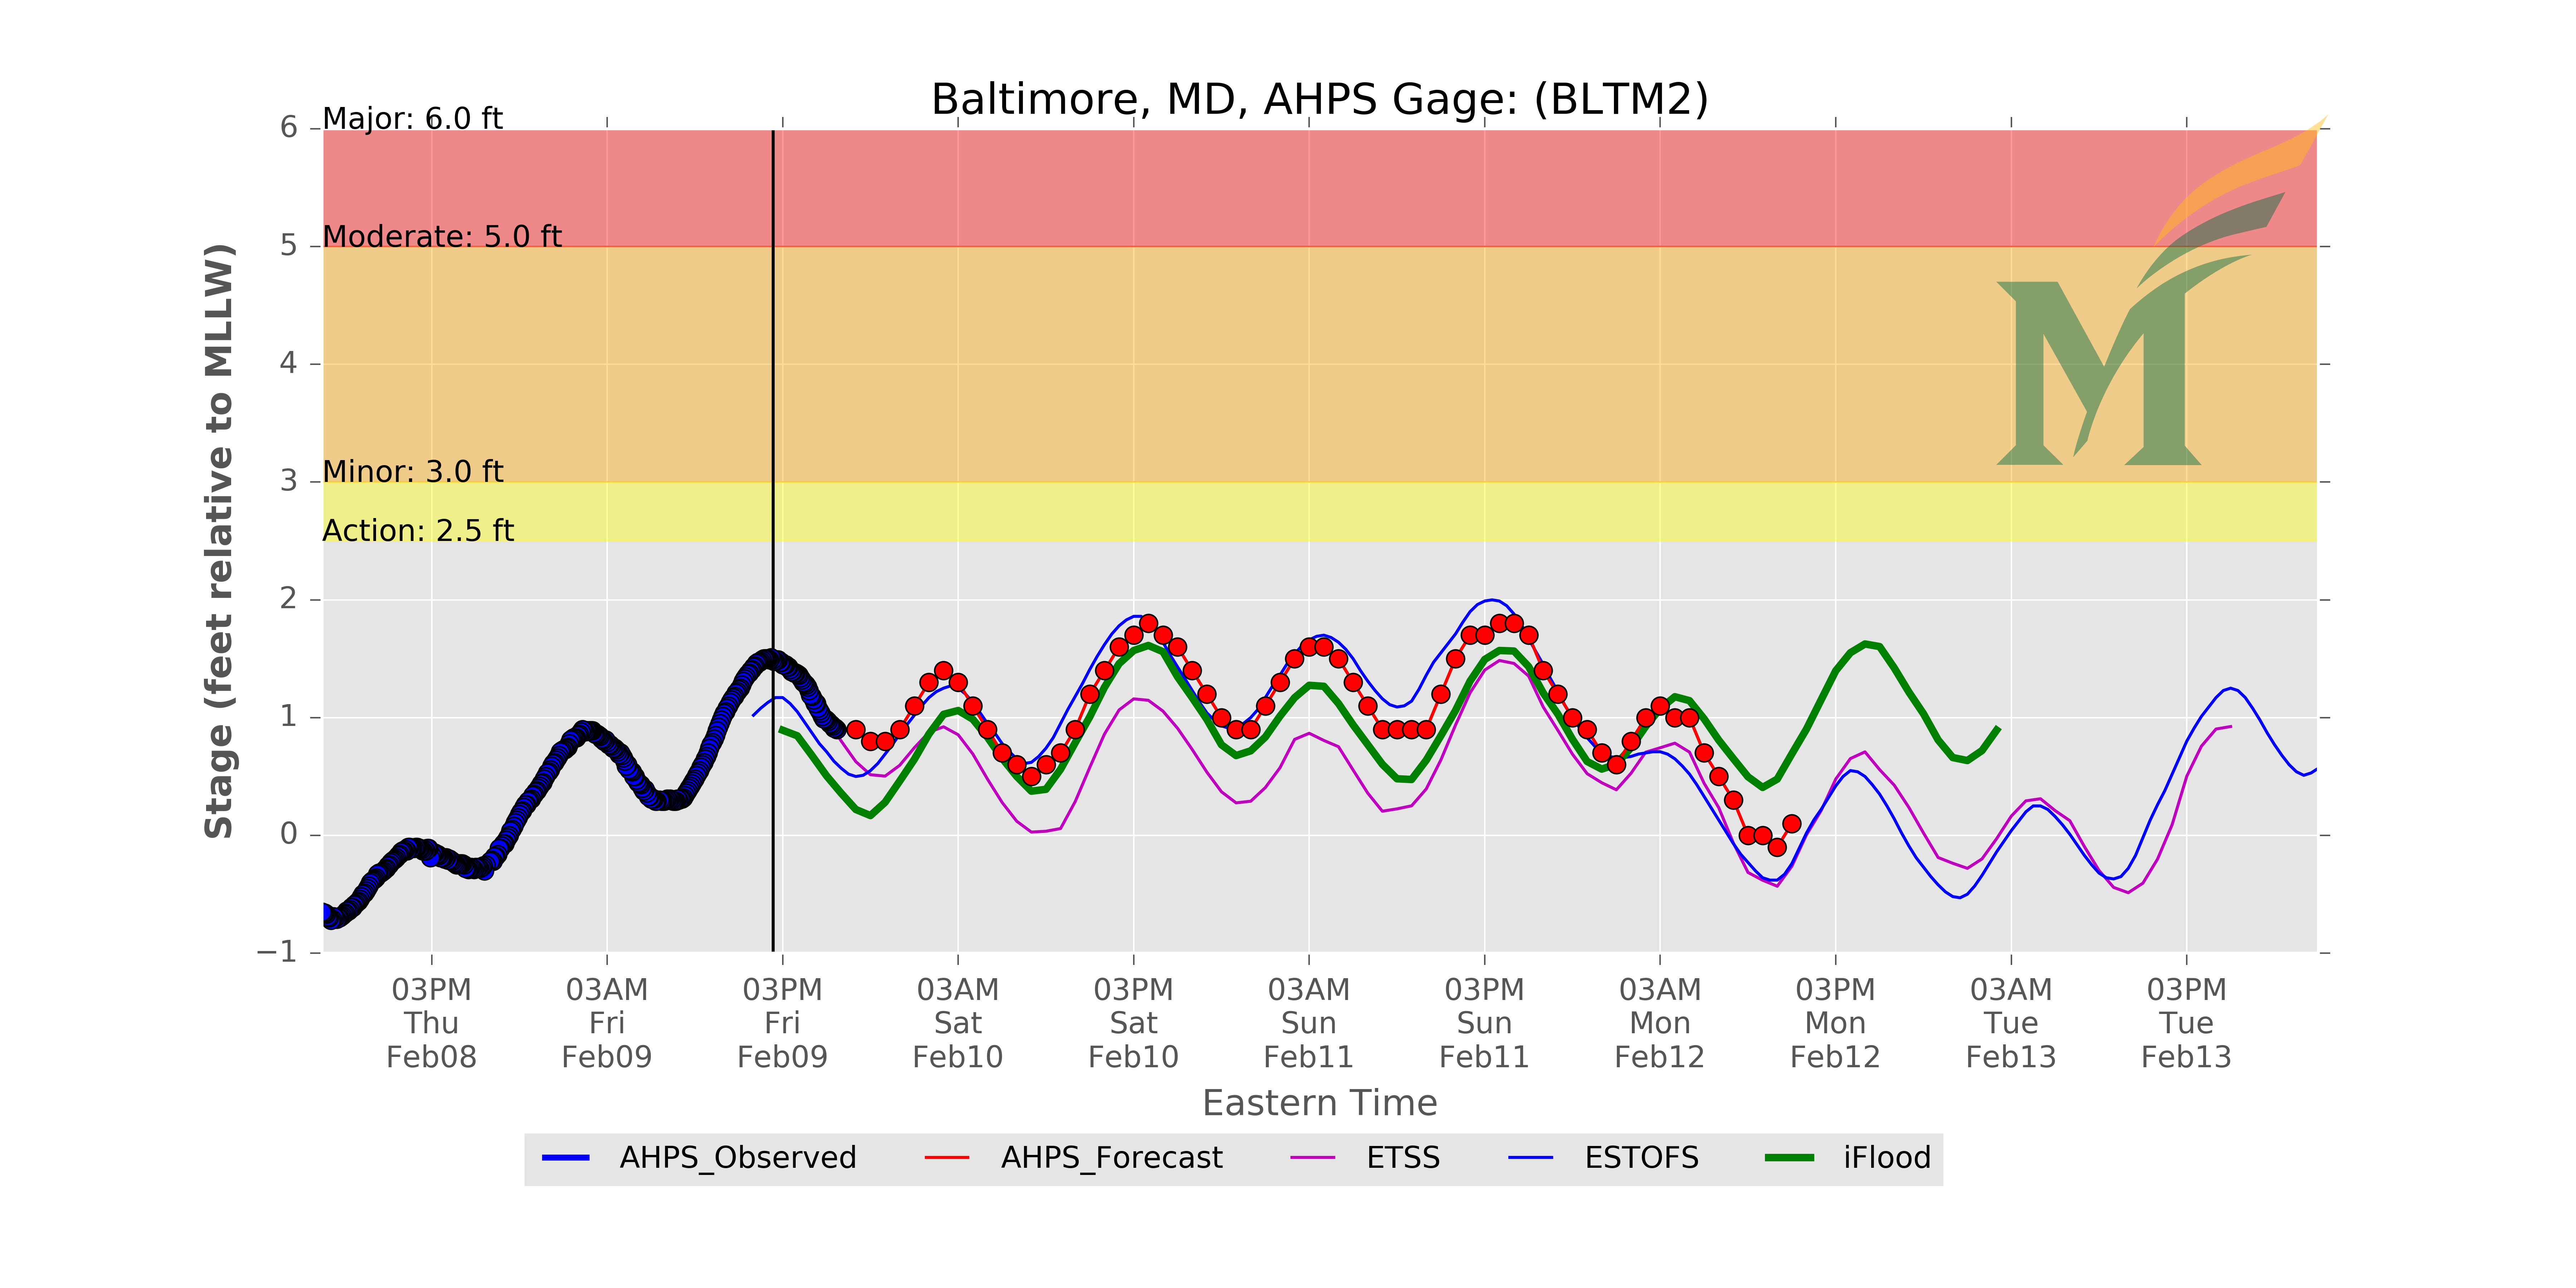 Baltimore, MD, AHPS Gage: (BLTM2)
Major: 6.0 ft
Moderate: 5.0 ft
Minor: 3.0 ft
Action: 2.5 ft
Stage (feet relative to MLLW)
6
5
4
3
2
1
0
−1
03PM 03AM 03PM 03AM 03PM 03AM 03PM 03AM 03PM 03AM 03PM
Thu Fri Fri Sat Sat Sun Sun Mon Mon Tue Tue
Feb08 Feb09 Feb09 Feb10 Feb10 Feb11 Feb11 Feb12 Feb12 Feb13 Feb13
Eastern Time
AHPS_Observed AHPS_Forecast ETSS ESTOFS iFlood
M